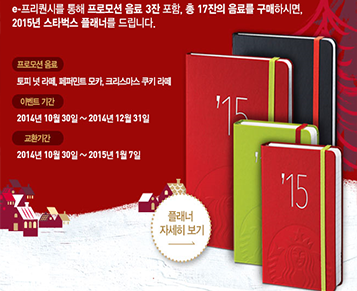 e-프리퀀시를 통해 프로모션 음료 3잔 포함, 총 17잔의 음료를 구매하시면,
2015년 스타벅스 플래너를 드립니다.
프로모션 음료
토피 넛 라떼, 페퍼민트 모카, 크리스마스 쿠키 라떼
이벤트 기간
2014년 10월 30일 ~ 2014년 12월 31일
교환기간
2014년 10월 30일 ~ 2015년 1월 7일
플래너
자세히 보기
'15
'15
'15